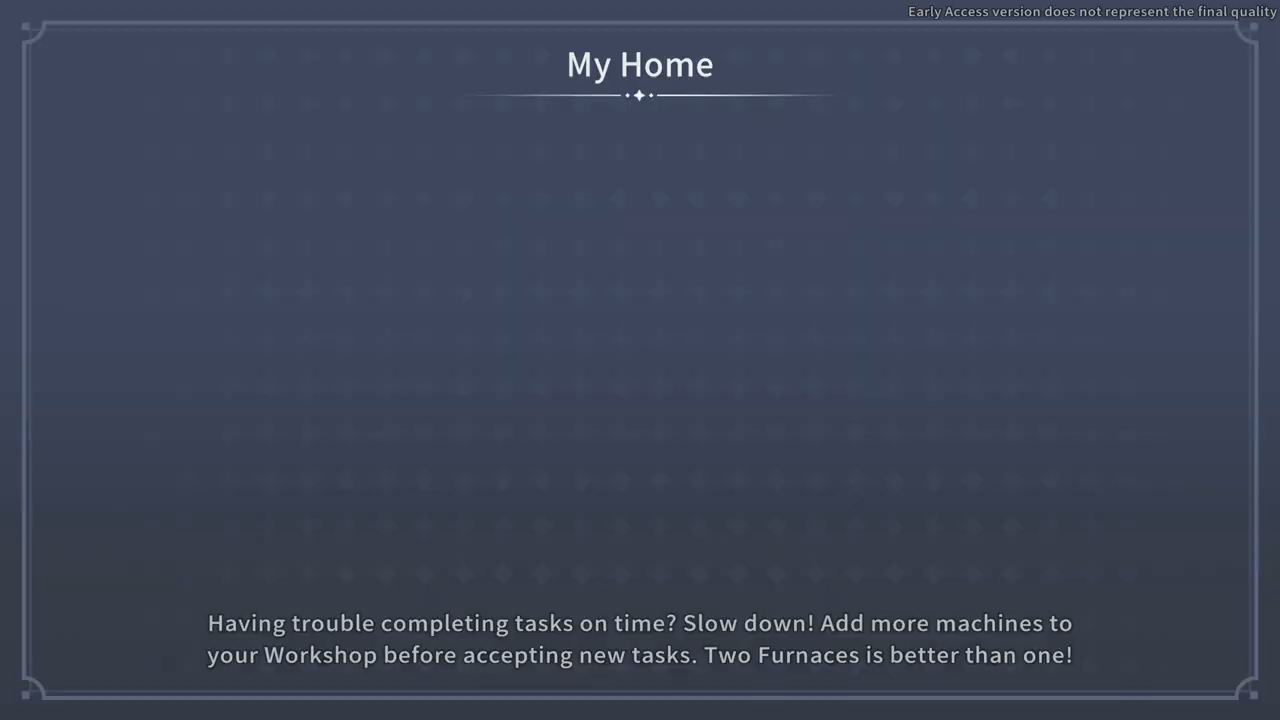 Early Access version does not represent the final quality
My Home
Having trouble completing tasks on time? Slow down! Add more machines to
your Workshop before accepting new tasks. Two Furnaces is better than one!